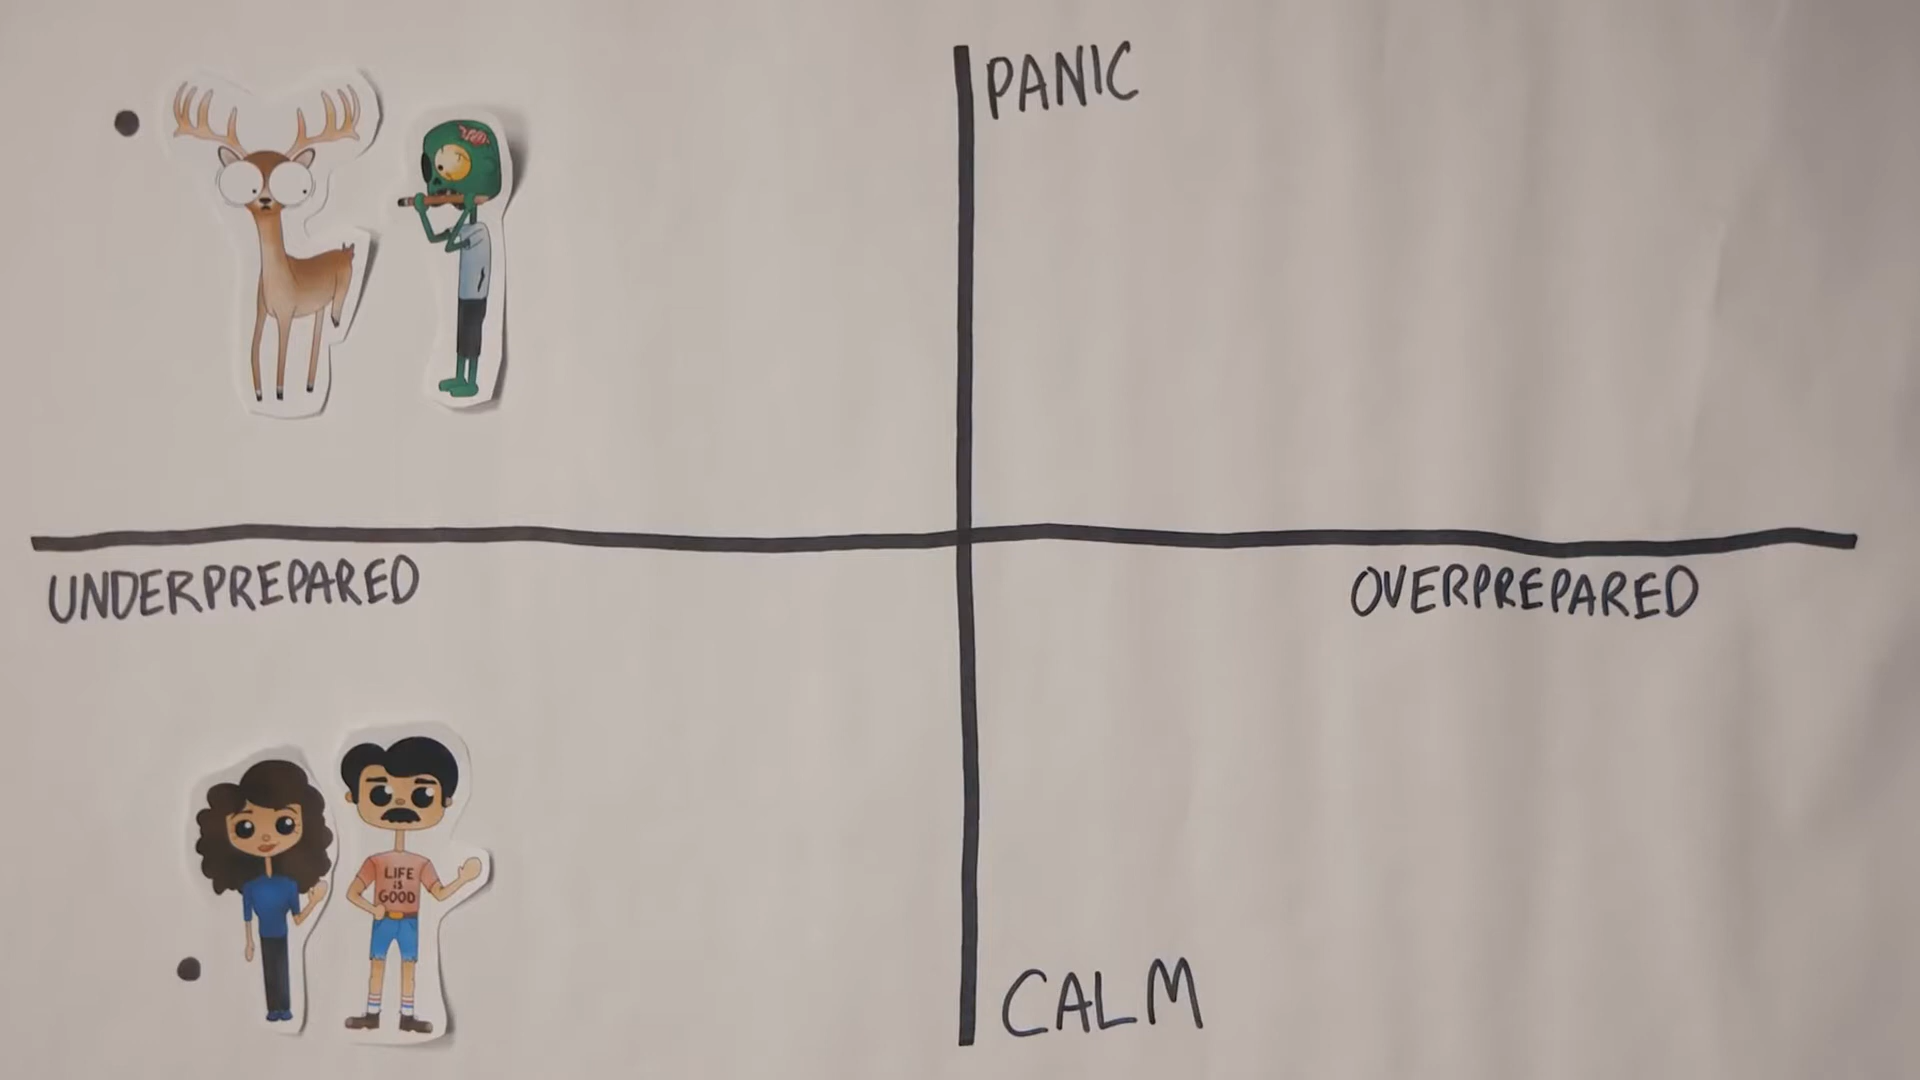 PANIC
UNDERPREPARED
OVERPREPARED
LIFE
iS
GOOD
CALM